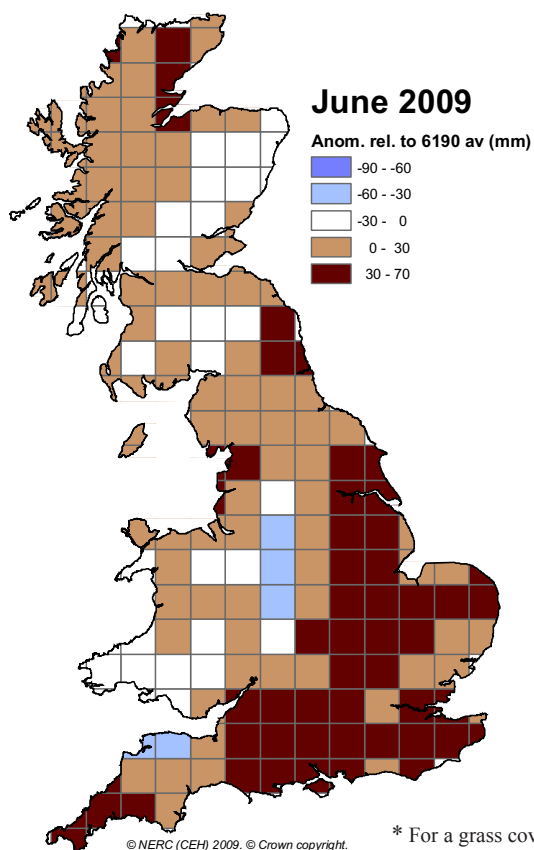 June 2009
Anom. rel. to 6190 av (mm)
-90 - -60
-60 - -30
-30 - 0
0 - 30
30 - 70
* For a grass cov
© NERC (CEH) 2009. © Crown copyright.